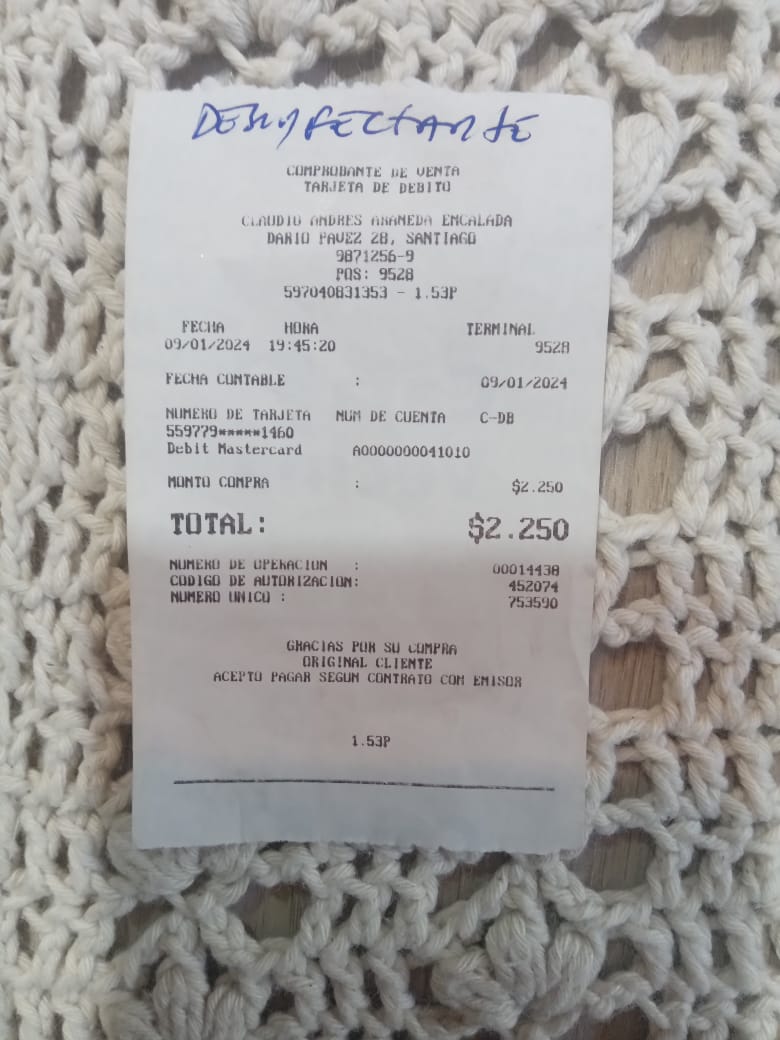 DESINFECTANTE
COMPROBANTE DE VENTA
TARJETA DE DEBITO
CLAUDIO ANDRES ARANEDA ENCALADA
DARIO PAVEZ 28, SANTIAGO
9871256-9
POS: 9528
597040831353 - 1.53P
FECHA HORA TERMINAL
09/01/2024 19:45:20 9528
FECHA CONTABLE : 09/01/2024
NUMERO DE TARJETA NUM DE CUENTA C-DB
559779*****1460
Debit Mastercard A0000000041010
MONTO COMPRA : $2.250
TOTAL: $2.250
NUMERO DE OPERACION : 00014438
CODIGO DE AUTORIZACION: 452074
NUMERO UNICO : 753590
GRACIAS POR SU COMPRA
ORIGINAL CLIENTE
ACEPTO PAGAR SEGUN CONTRATO CON EMISOR
1.53P